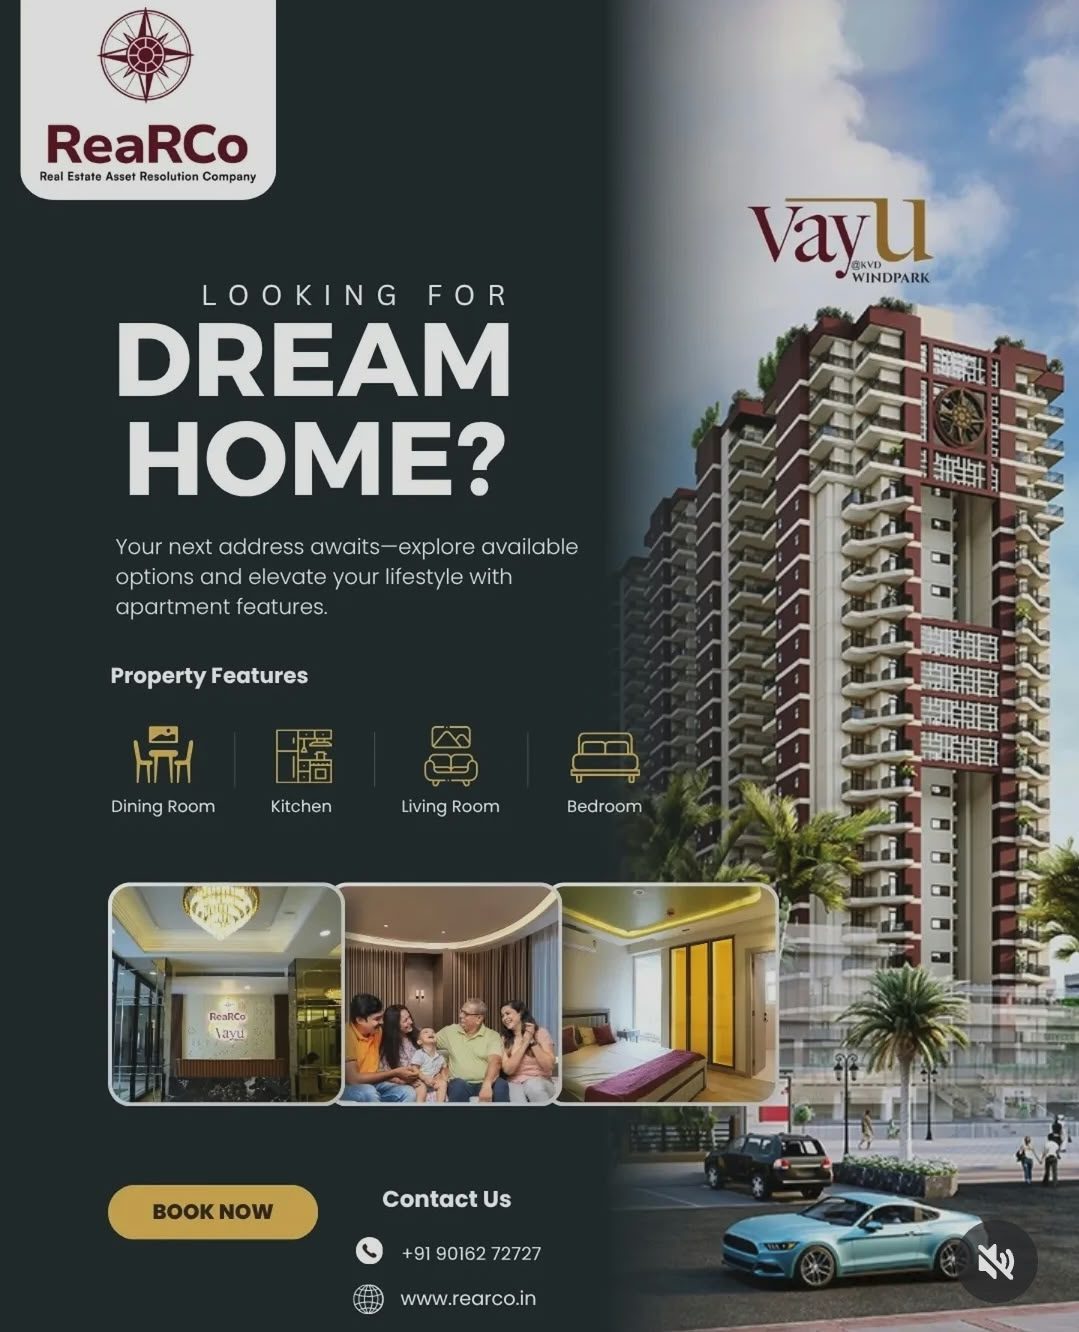 ReaRCo
Real Estate Asset Resolution Company
Vayu
@KVD
WINDPARK
LOOKING FOR
DREAM
HOME?
Your next address awaits—explore available
options and elevate your lifestyle with
apartment features.
Property Features
Dining Room
Kitchen
Living Room
Bedroom
ReaRCo
Vayu
BOOK NOW
Contact Us
+91 90162 72727
www.rearco.in